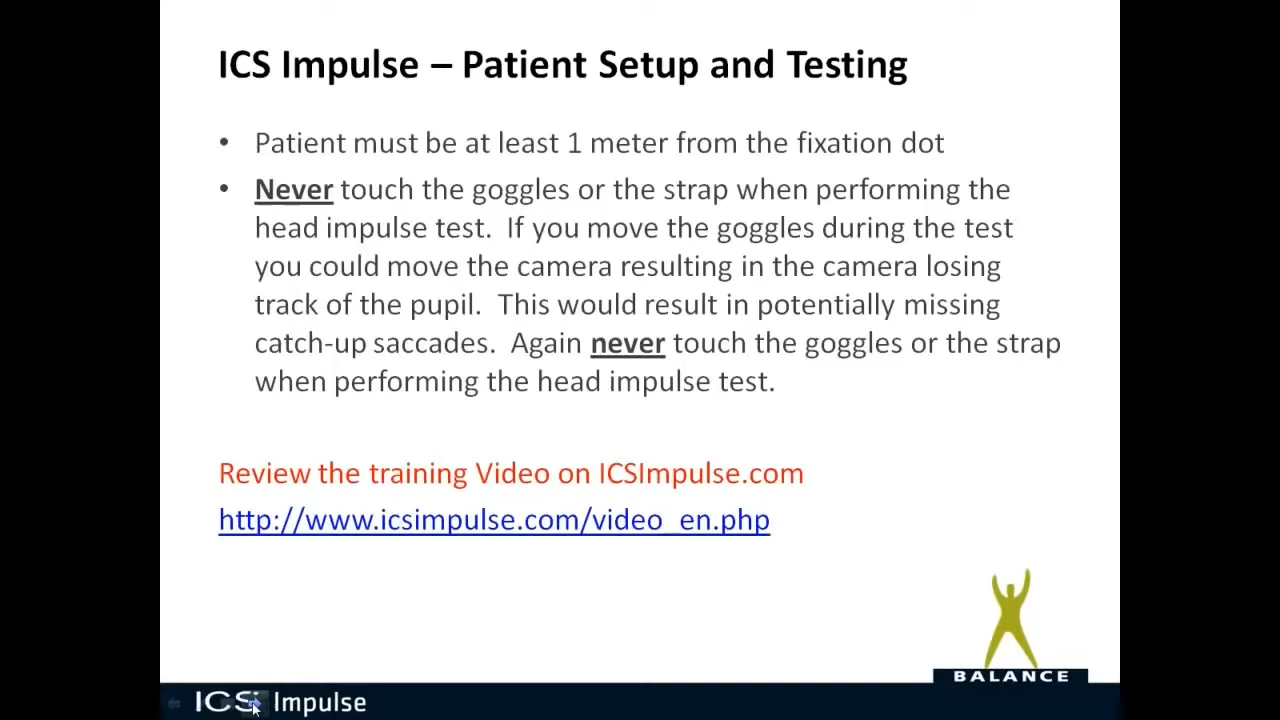 ICS Impulse – Patient Setup and Testing
• Patient must be at least 1 meter from the fixation dot
• Never touch the goggles or the strap when performing the
head impulse test.  If you move the goggles during the test
you could move the camera resulting in the camera losing
track of the pupil.  This would result in potentially missing
catch-up saccades.  Again never touch the goggles or the strap
when performing the head impulse test.
Review the training Video on ICSImpulse.com
http://www.icsimpulse.com/video_en.php
BALANCE
ICS Impulse